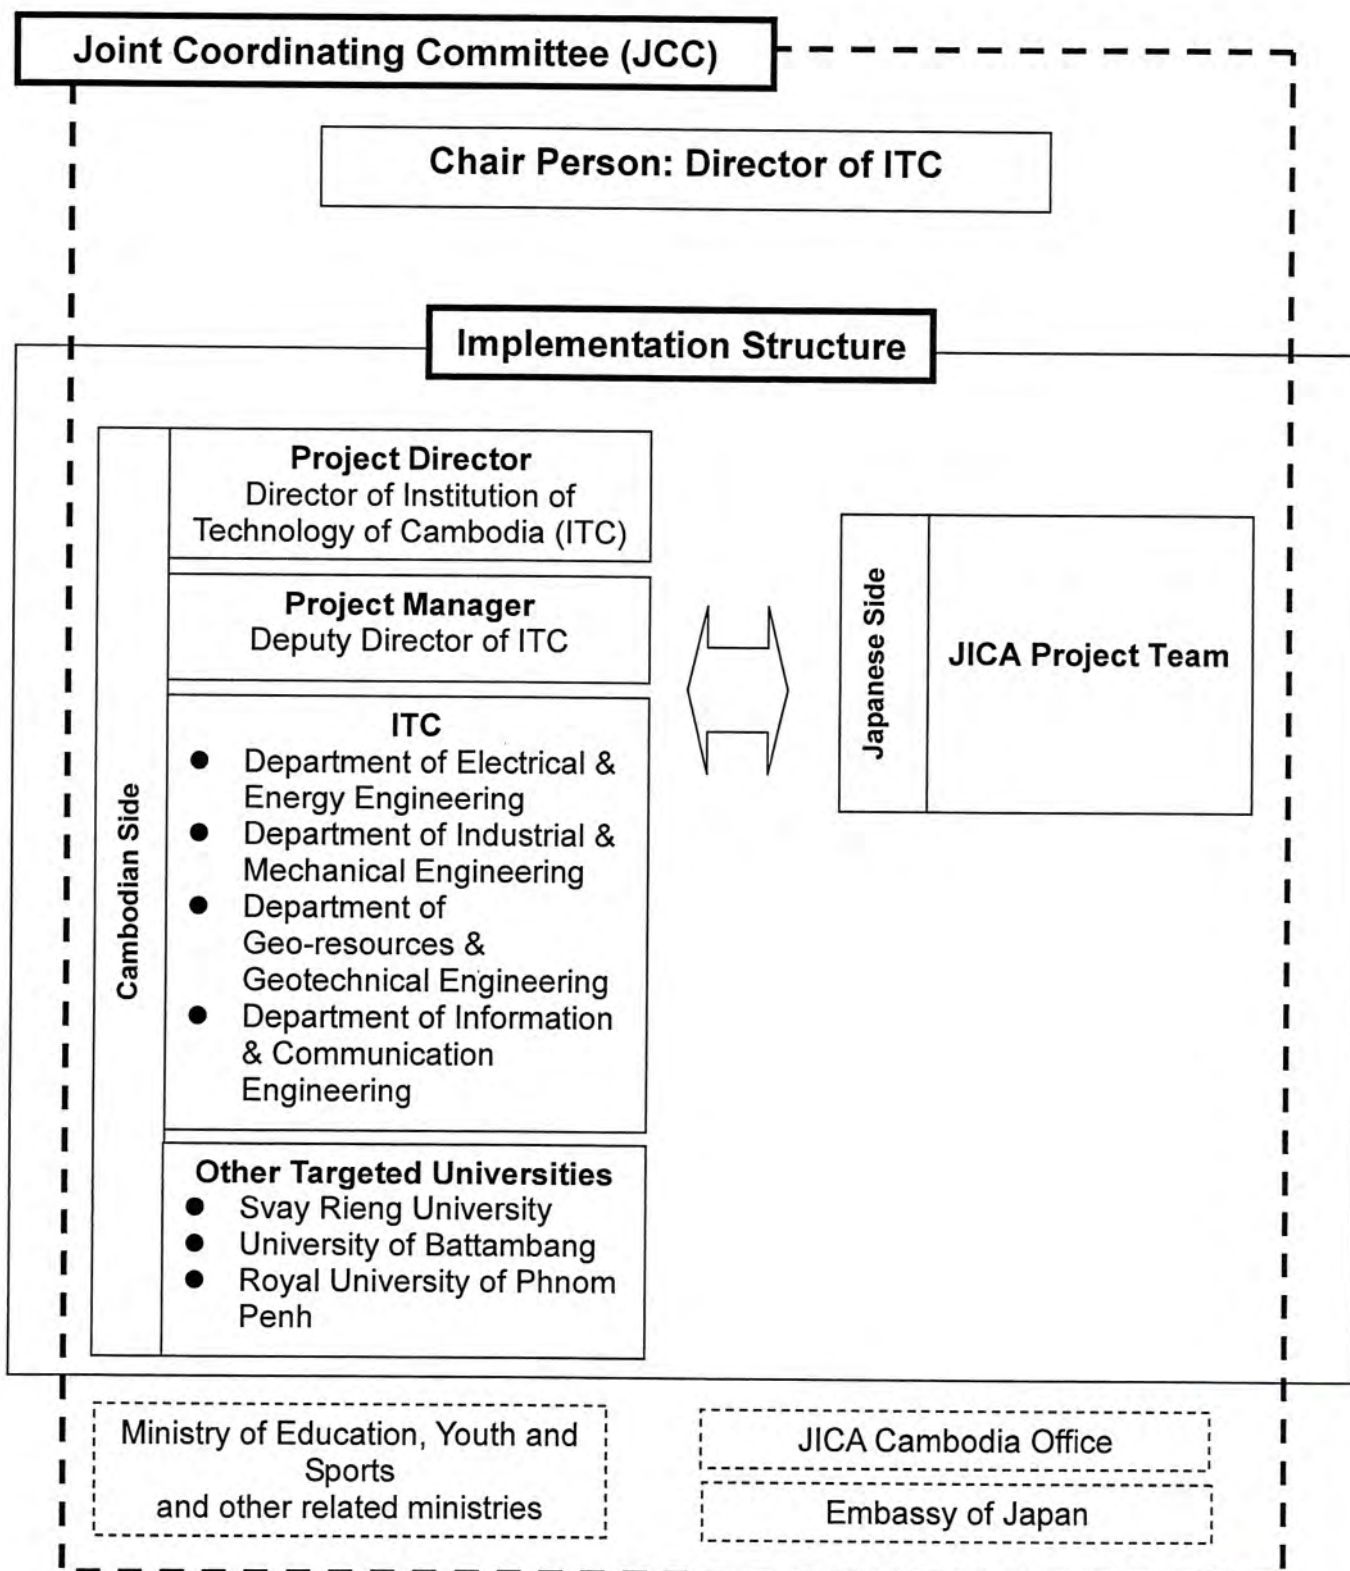 Joint Coordinating Committee (JCC)
Chair Person: Director of ITC
Implementation Structure
Cambodian Side
Project Director
Director of Institution of
Technology of Cambodia (ITC)
Project Manager
Deputy Director of ITC
ITC
● Department of Electrical &
Energy Engineering
● Department of Industrial &
Mechanical Engineering
● Department of
Geo-resources &
Geotechnical Engineering
● Department of Information
& Communication
Engineering
Other Targeted Universities
● Svay Rieng University
● University of Battambang
● Royal University of Phnom
Penh
Japanese Side
JICA Project Team
Ministry of Education, Youth and
Sports
and other related ministries
JICA Cambodia Office
Embassy of Japan